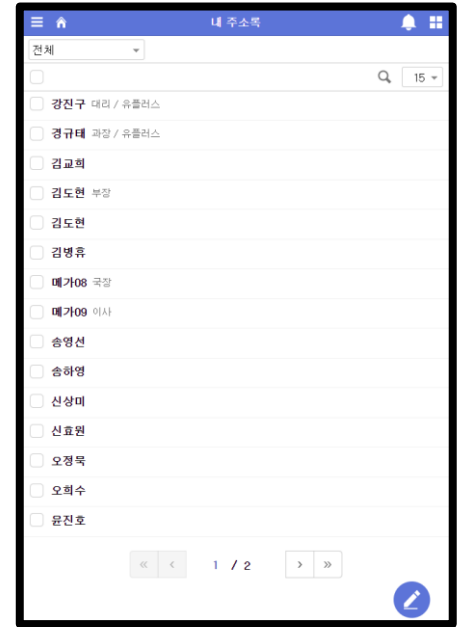 내 주소록
전체
15
강진구 대리 / 유플러스
경규태 과장 / 유플러스
김교희
김도현 부장
김도현
김병휴
메가08 국장
메가09 이사
송영선
송하영
신상미
신효원
오정묵
오희수
윤진호
« ‹ 1 / 2 › »